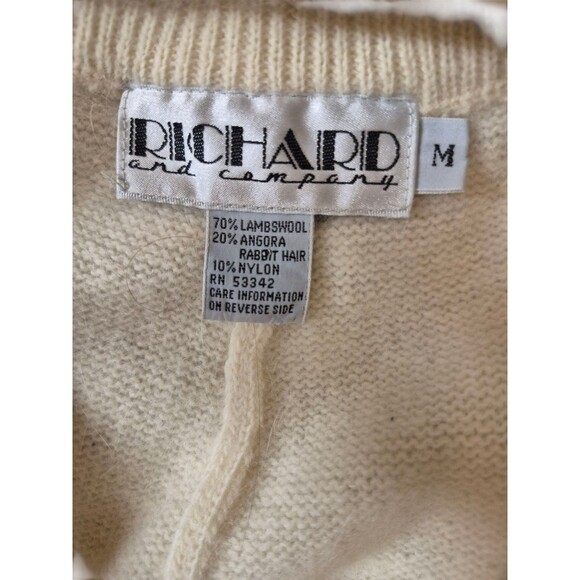 RICHARD
and company
M
70% LAMBSWOOL
20% ANGORA
RABBIT HAIR
10% NYLON
RN 53342
CARE INFORMATION
ON REVERSE SIDE